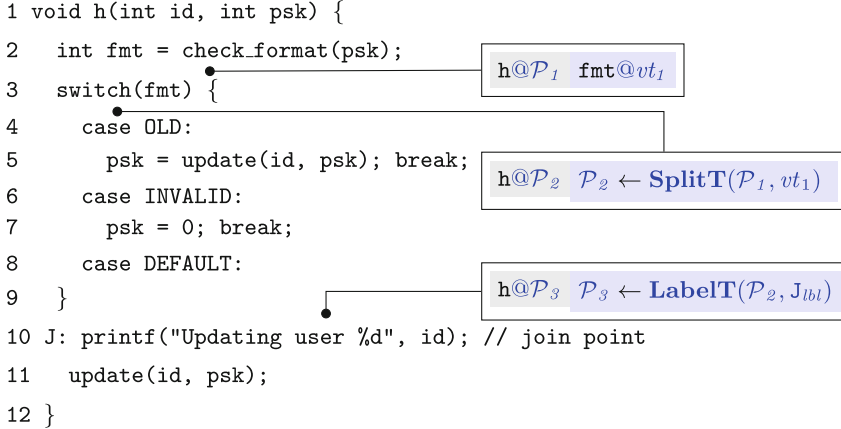 1 void h(int id, int psk) {
2 int fmt = check_format(psk);
h@𝒫₁ fmt@vt₁
3 switch(fmt) {
4 case OLD:
5 psk = update(id, psk); break;
h@𝒫₂ 𝒫₂ ← SplitT(𝒫₁, vt₁)
6 case INVALID:
7 psk = 0; break;
8 case DEFAULT:
h@𝒫₃ 𝒫₃ ← LabelT(𝒫₂, J_lbl)
9 }
10 J: printf("Updating user %d", id); // join point
11 update(id, psk);
12 }